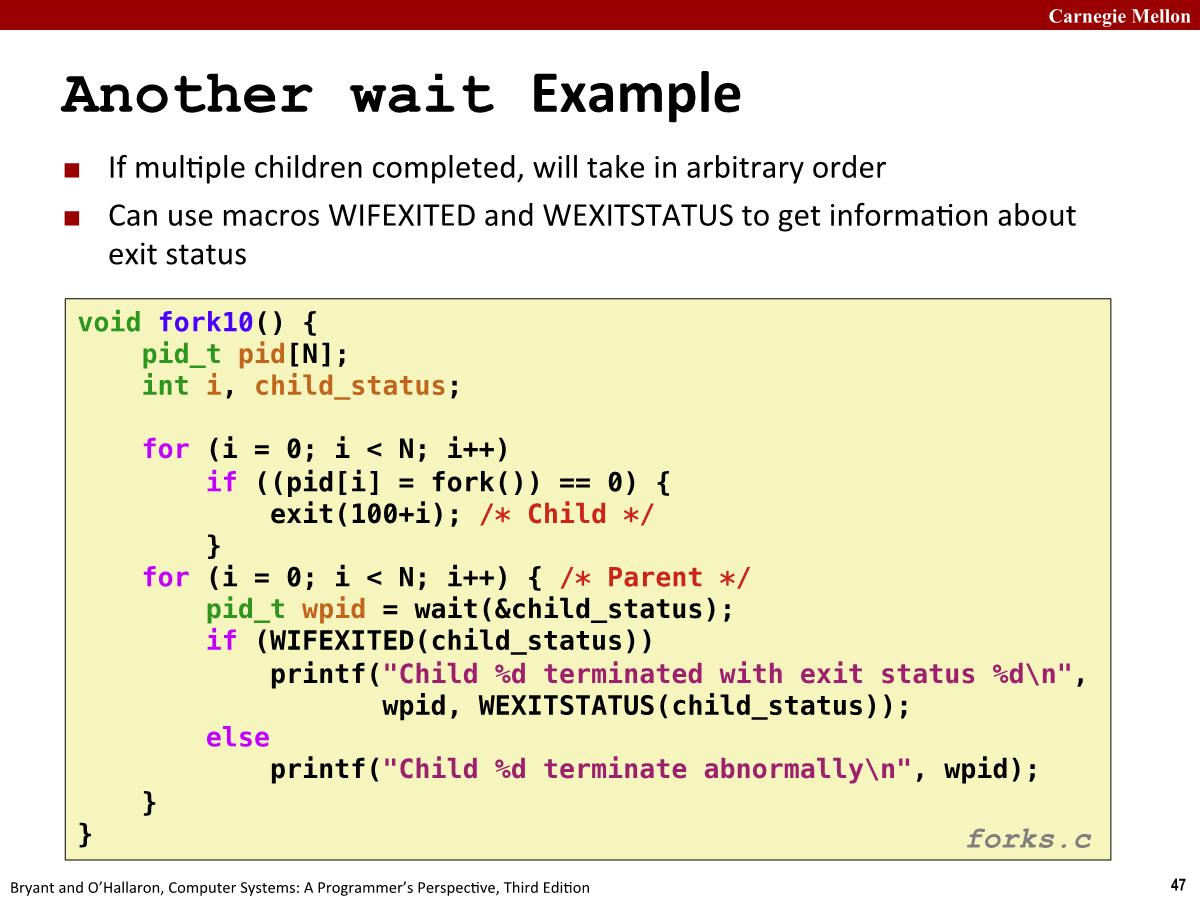 Carnegie Mellon
Another wait Example
If multiple children completed, will take in arbitrary order
Can use macros WIFEXITED and WEXITSTATUS to get information about
exit status
void fork10() {
    pid_t pid[N];
    int i, child_status;

    for (i = 0; i < N; i++)
        if ((pid[i] = fork()) == 0) {
            exit(100+i); /* Child */
        }
    for (i = 0; i < N; i++) { /* Parent */
        pid_t wpid = wait(&child_status);
        if (WIFEXITED(child_status))
            printf("Child %d terminated with exit status %d\n",
                   wpid, WEXITSTATUS(child_status));
        else
            printf("Child %d terminate abnormally\n", wpid);
    }
}
forks.c
Bryant and O’Hallaron, Computer Systems: A Programmer’s Perspective, Third Edition
47